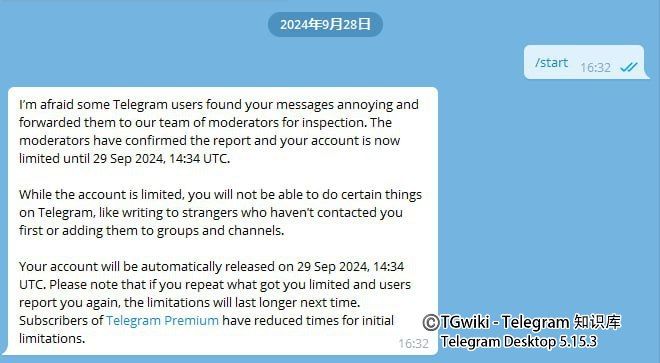 2024年9月28日
/start 16:32
I'm afraid some Telegram users found your messages annoying and
forwarded them to our team of moderators for inspection. The
moderators have confirmed the report and your account is now
limited until 29 Sep 2024, 14:34 UTC.
While the account is limited, you will not be able to do certain things
on Telegram, like writing to strangers who haven't contacted you
first or adding them to groups and channels.
Your account will be automatically released on 29 Sep 2024, 14:34
UTC. Please note that if you repeat what got you limited and users
report you again, the limitations will last longer next time.
Subscribers of Telegram Premium have reduced times for initial
limitations. 16:32
©TGwiki - Telegram 知识库
Telegram Desktop 5.15.3